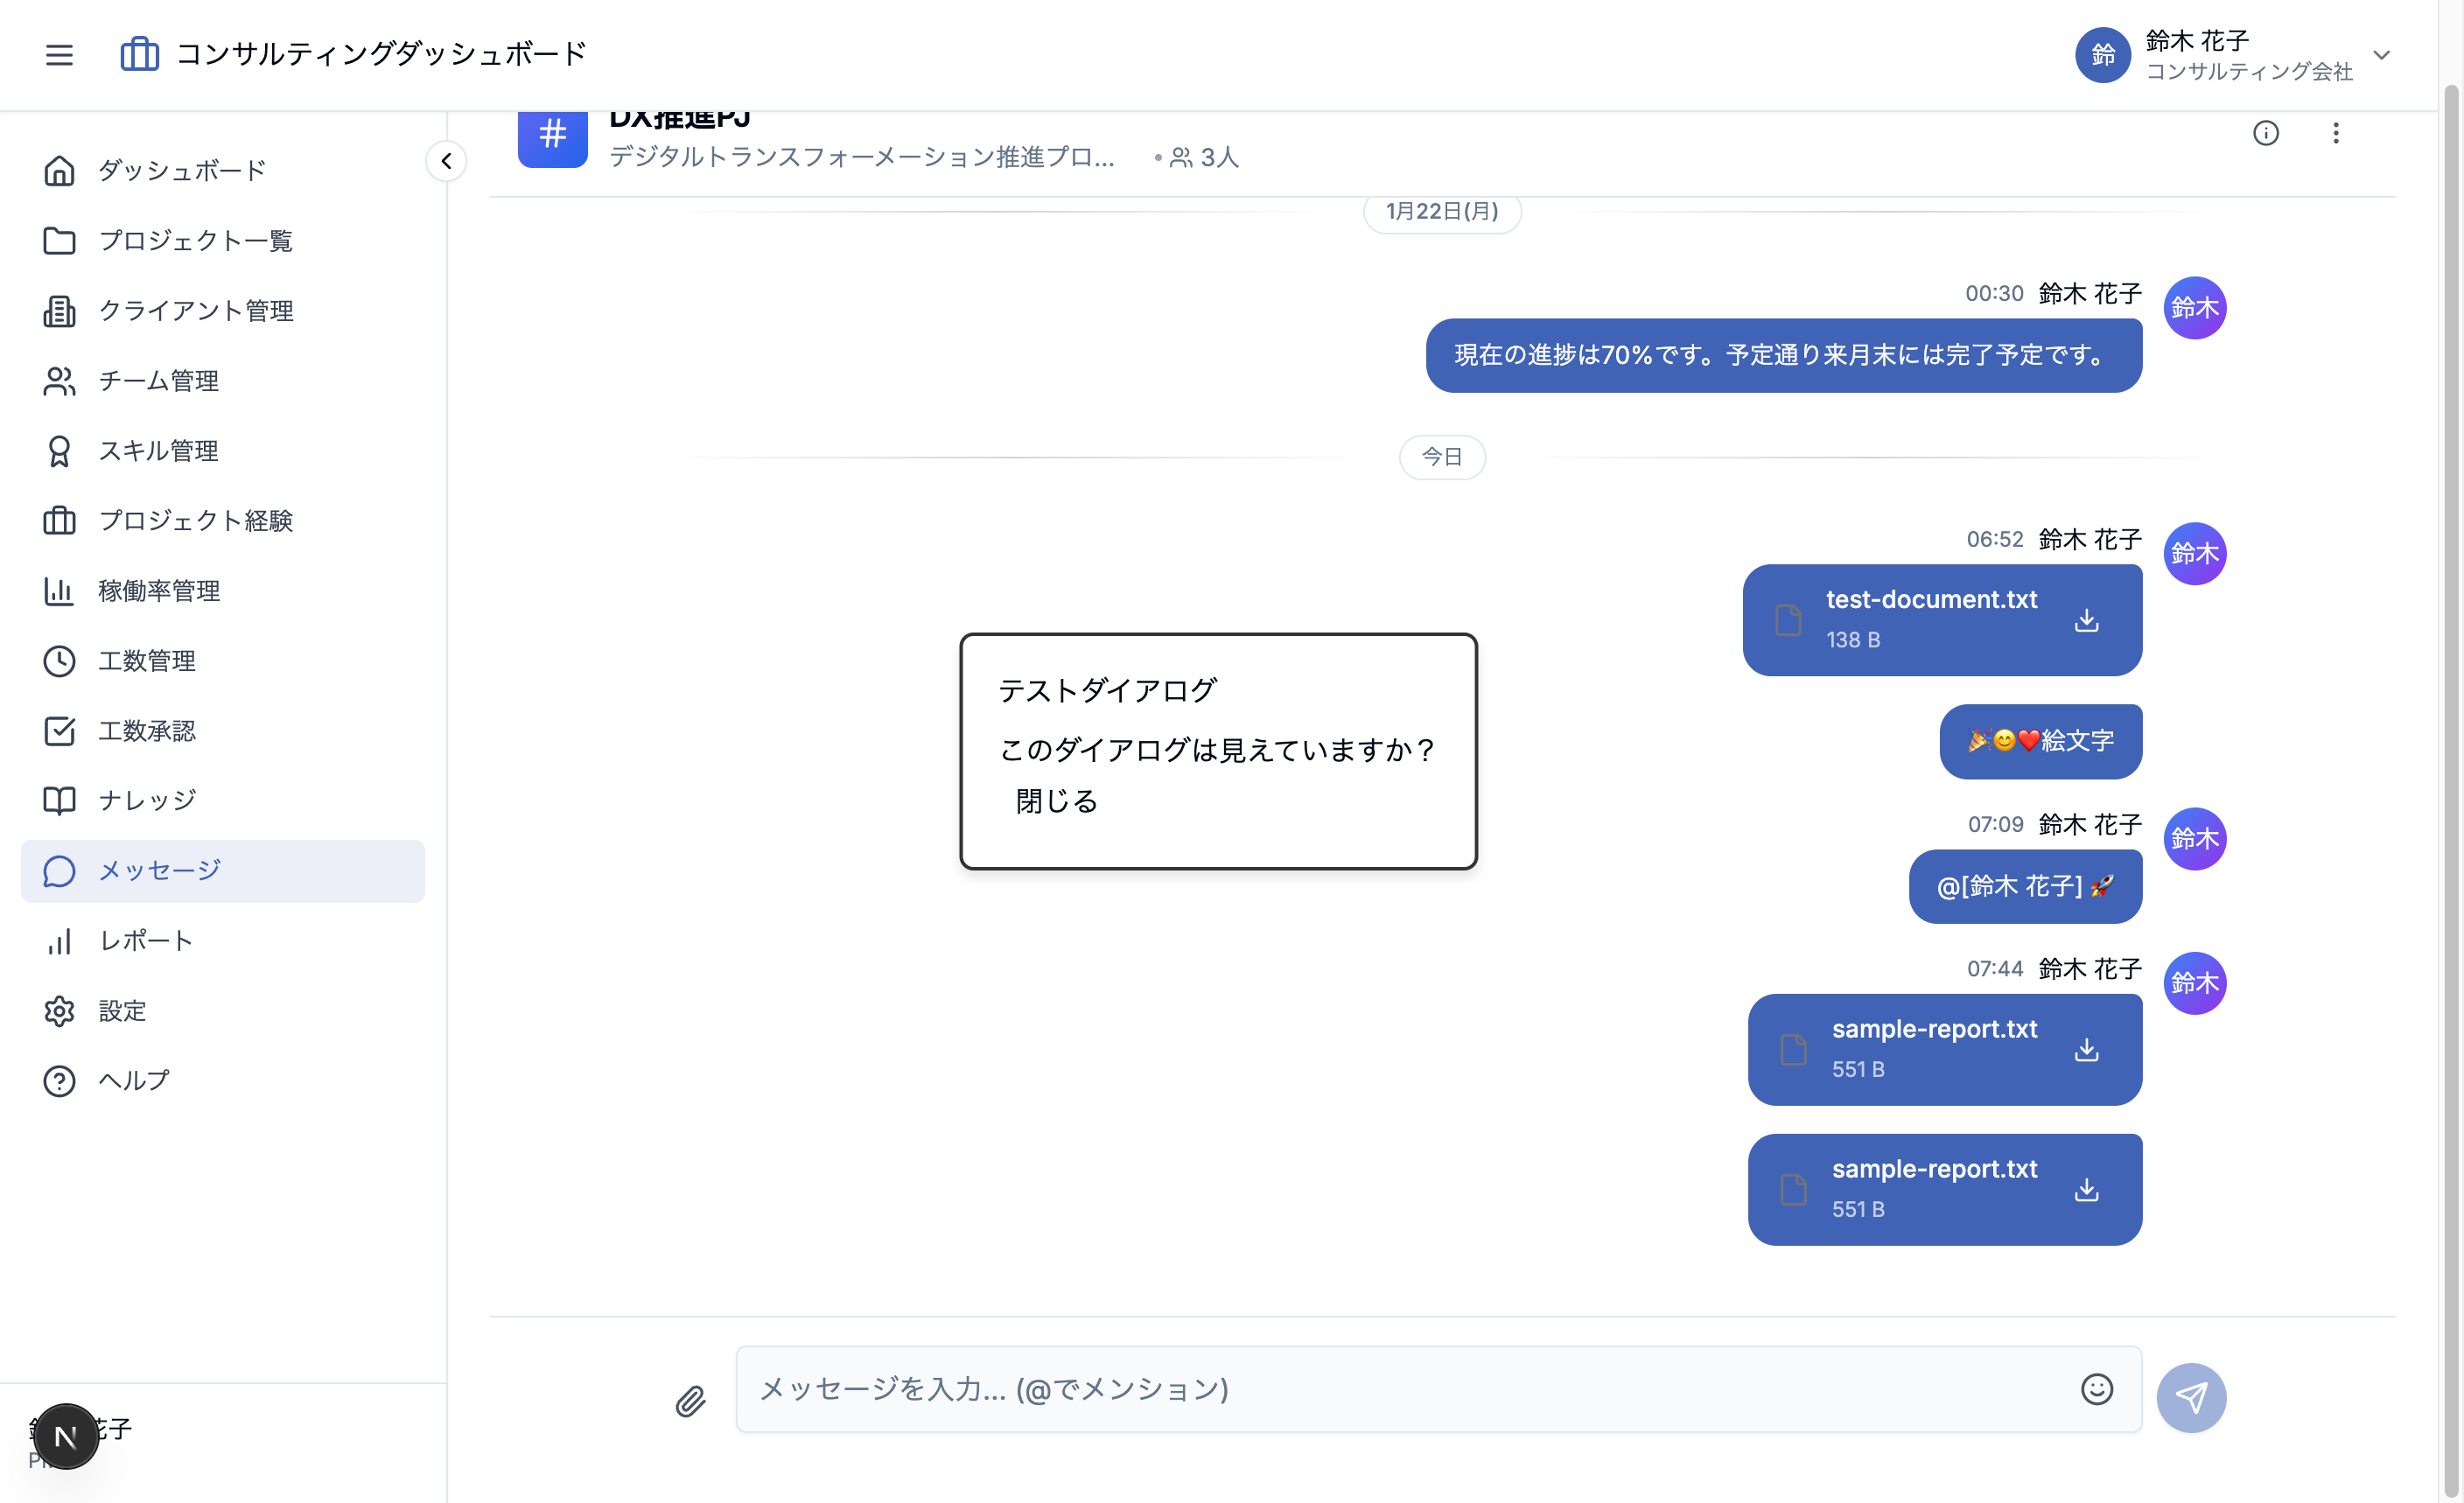 コンサルティングダッシュボード
鈴
鈴木 花子
コンサルティング会社
ダッシュボード
プロジェクト一覧
クライアント管理
チーム管理
スキル管理
プロジェクト経験
稼働率管理
工数管理
工数承認
ナレッジ
メッセージ
レポート
設定
ヘルプ
花子
N
#
DX推進PJ
デジタルトランスフォーメーション推進プロ...
• 3人
1月22日(月)
00:30 鈴木 花子
鈴木
現在の進捗は70%です。予定通り来月末には完了予定です。
今日
06:52 鈴木 花子
鈴木
test-document.txt
138 B
🎉😊❤️絵文字
07:09 鈴木 花子
鈴木
@[鈴木 花子] 🚀
07:44 鈴木 花子
鈴木
sample-report.txt
551 B
sample-report.txt
551 B
テストダイアログ
このダイアログは見えていますか？
閉じる
メッセージを入力... (@でメンション)